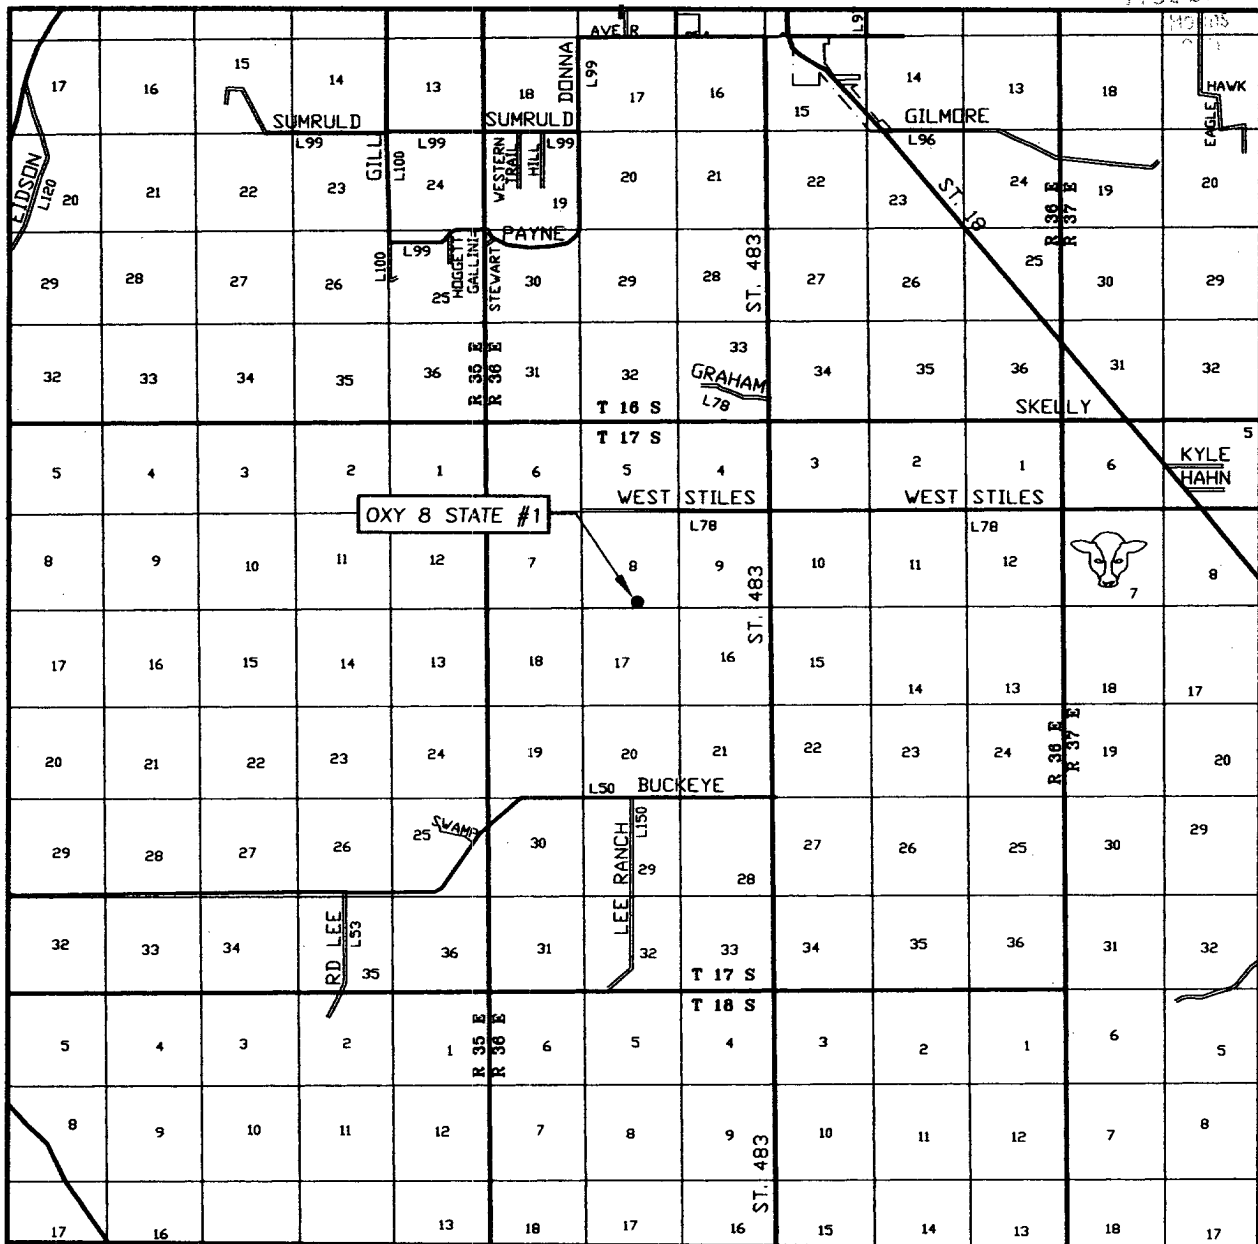 AVE R L9
17 16 15 14 13 18 DONNA L99 17 16 15 14 13 18 HAWK
SUMRULD SUMRULD GILMORE EAGLE
L99 L99 L99 L96
EIDSON L120 20 21 22 23 GILL L100 24 WESTERN TRAIL HILL 19 20 21 22 23 24 R 36 E R 37 E 19 20
ST. 18
PAYNE
L99
29 28 27 26 L100 25 HOGGETT GALLINI STEWART 30 29 28 ST. 483 27 26 25 30 29
32 33 34 35 36 R 35 E R 36 E 31 32 33 34 35 36 31 32
GRAHAM
L78
T 16 S SKELLY
T 17 S
5 4 3 2 1 6 5 4 3 2 1 6 5
KYLE
HAHN
WEST STILES WEST STILES
OXY 8 STATE #1
L78 L78
8 9 10 11 12 7 8 9 ST. 483 10 11 12 7 8
17 16 15 14 13 18 17 16 15 14 13 18 17
20 21 22 23 24 19 20 21 22 23 24 R 36 E R 37 E 19 20
L50 BUCKEYE
29 28 27 26 25 SWAMP 30 LEE RANCH L150 29 28 27 26 25 30 29
32 33 34 RD LEE L53 35 36 31 32 33 34 35 36 31 32
T 17 S
T 18 S
5 4 3 2 1 R 35 E R 36 E 6 5 4 3 2 1 6 5
8 9 10 11 12 7 8 9 ST. 483 10 11 12 7 8
17 16 13 18 17 16 15 14 13 18 17